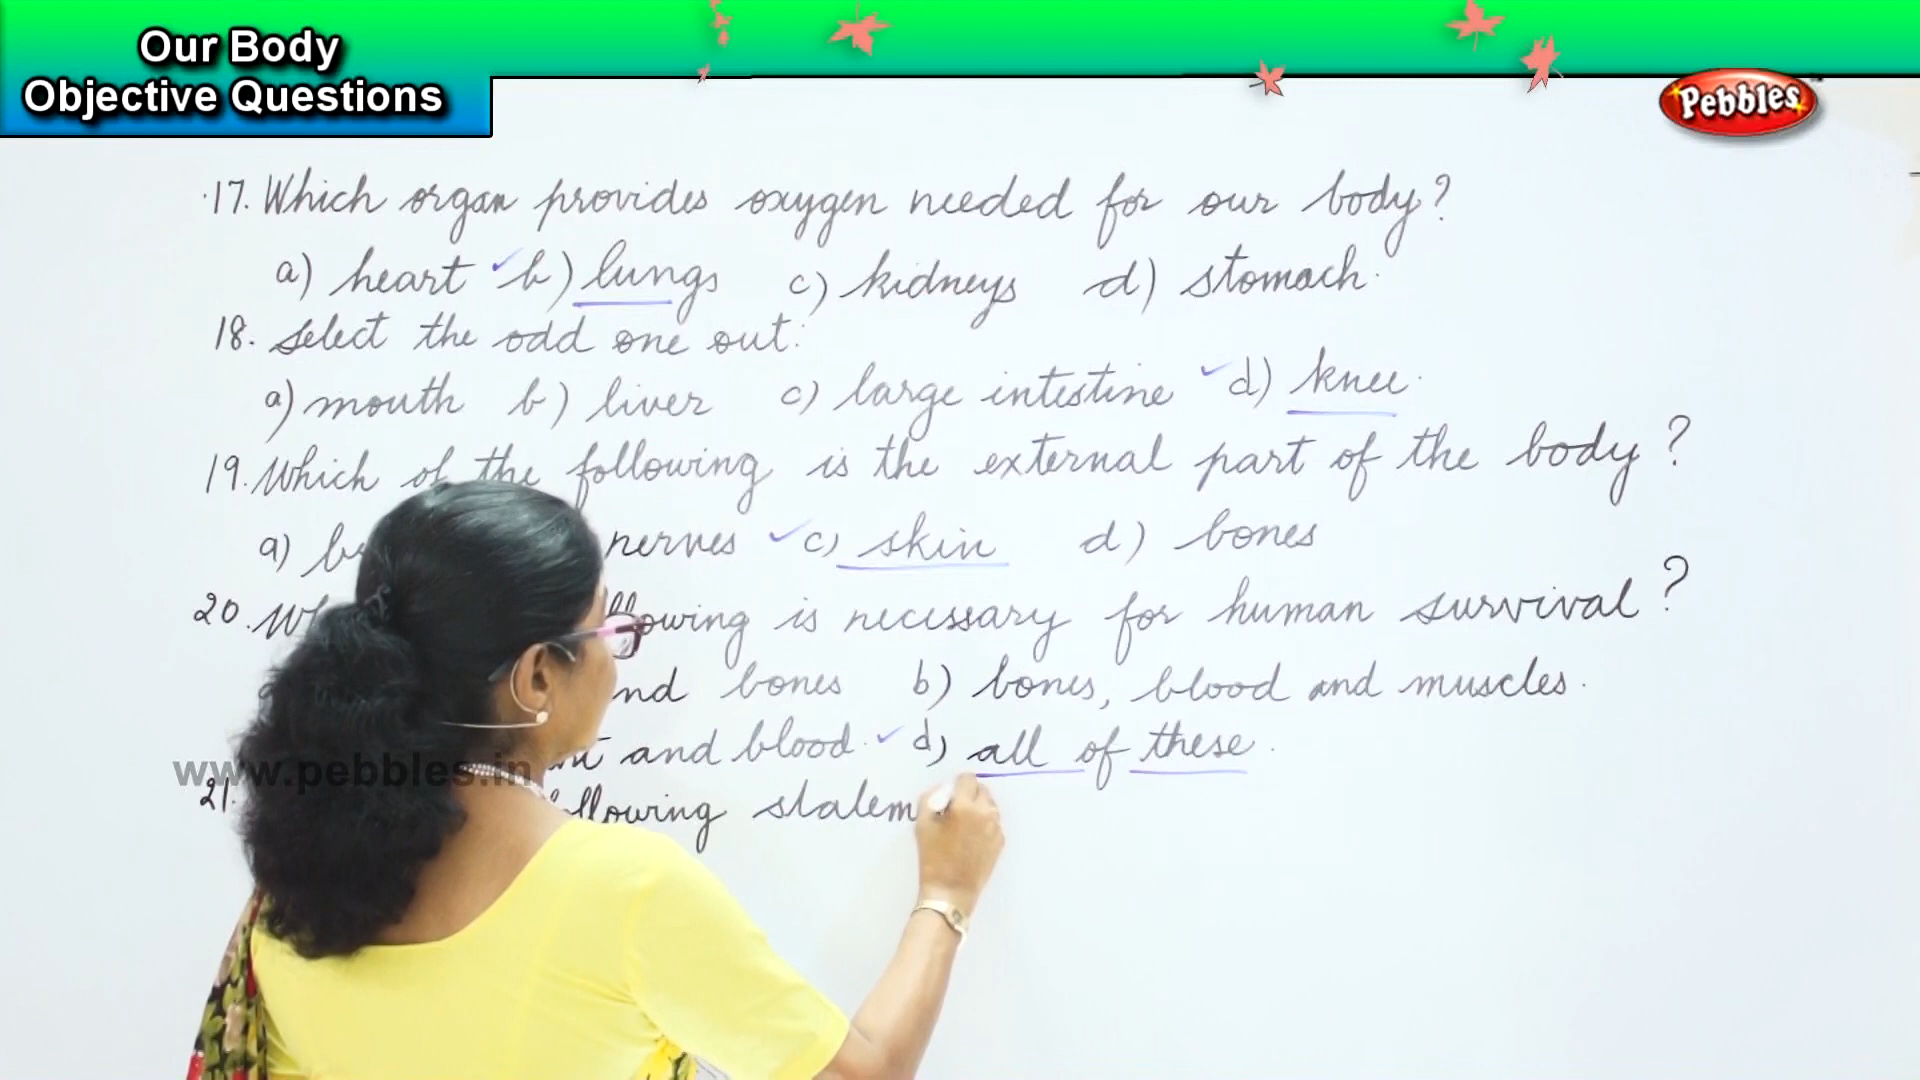 Our Body
Objective Questions
Pebbles
17. Which organ provides oxygen needed for our body?
a) heart b) lungs c) kidneys d) stomach.
18. Select the odd one out:
a) mouth b) liver c) large intestine d) knee.
19. Which of the following is the external part of the body?
a) nerves c) skin d) bones
20. is necessary for human survival?
bones b) bones, blood and muscles.
and blood. d) all of these.
www.pebbles.in
21.